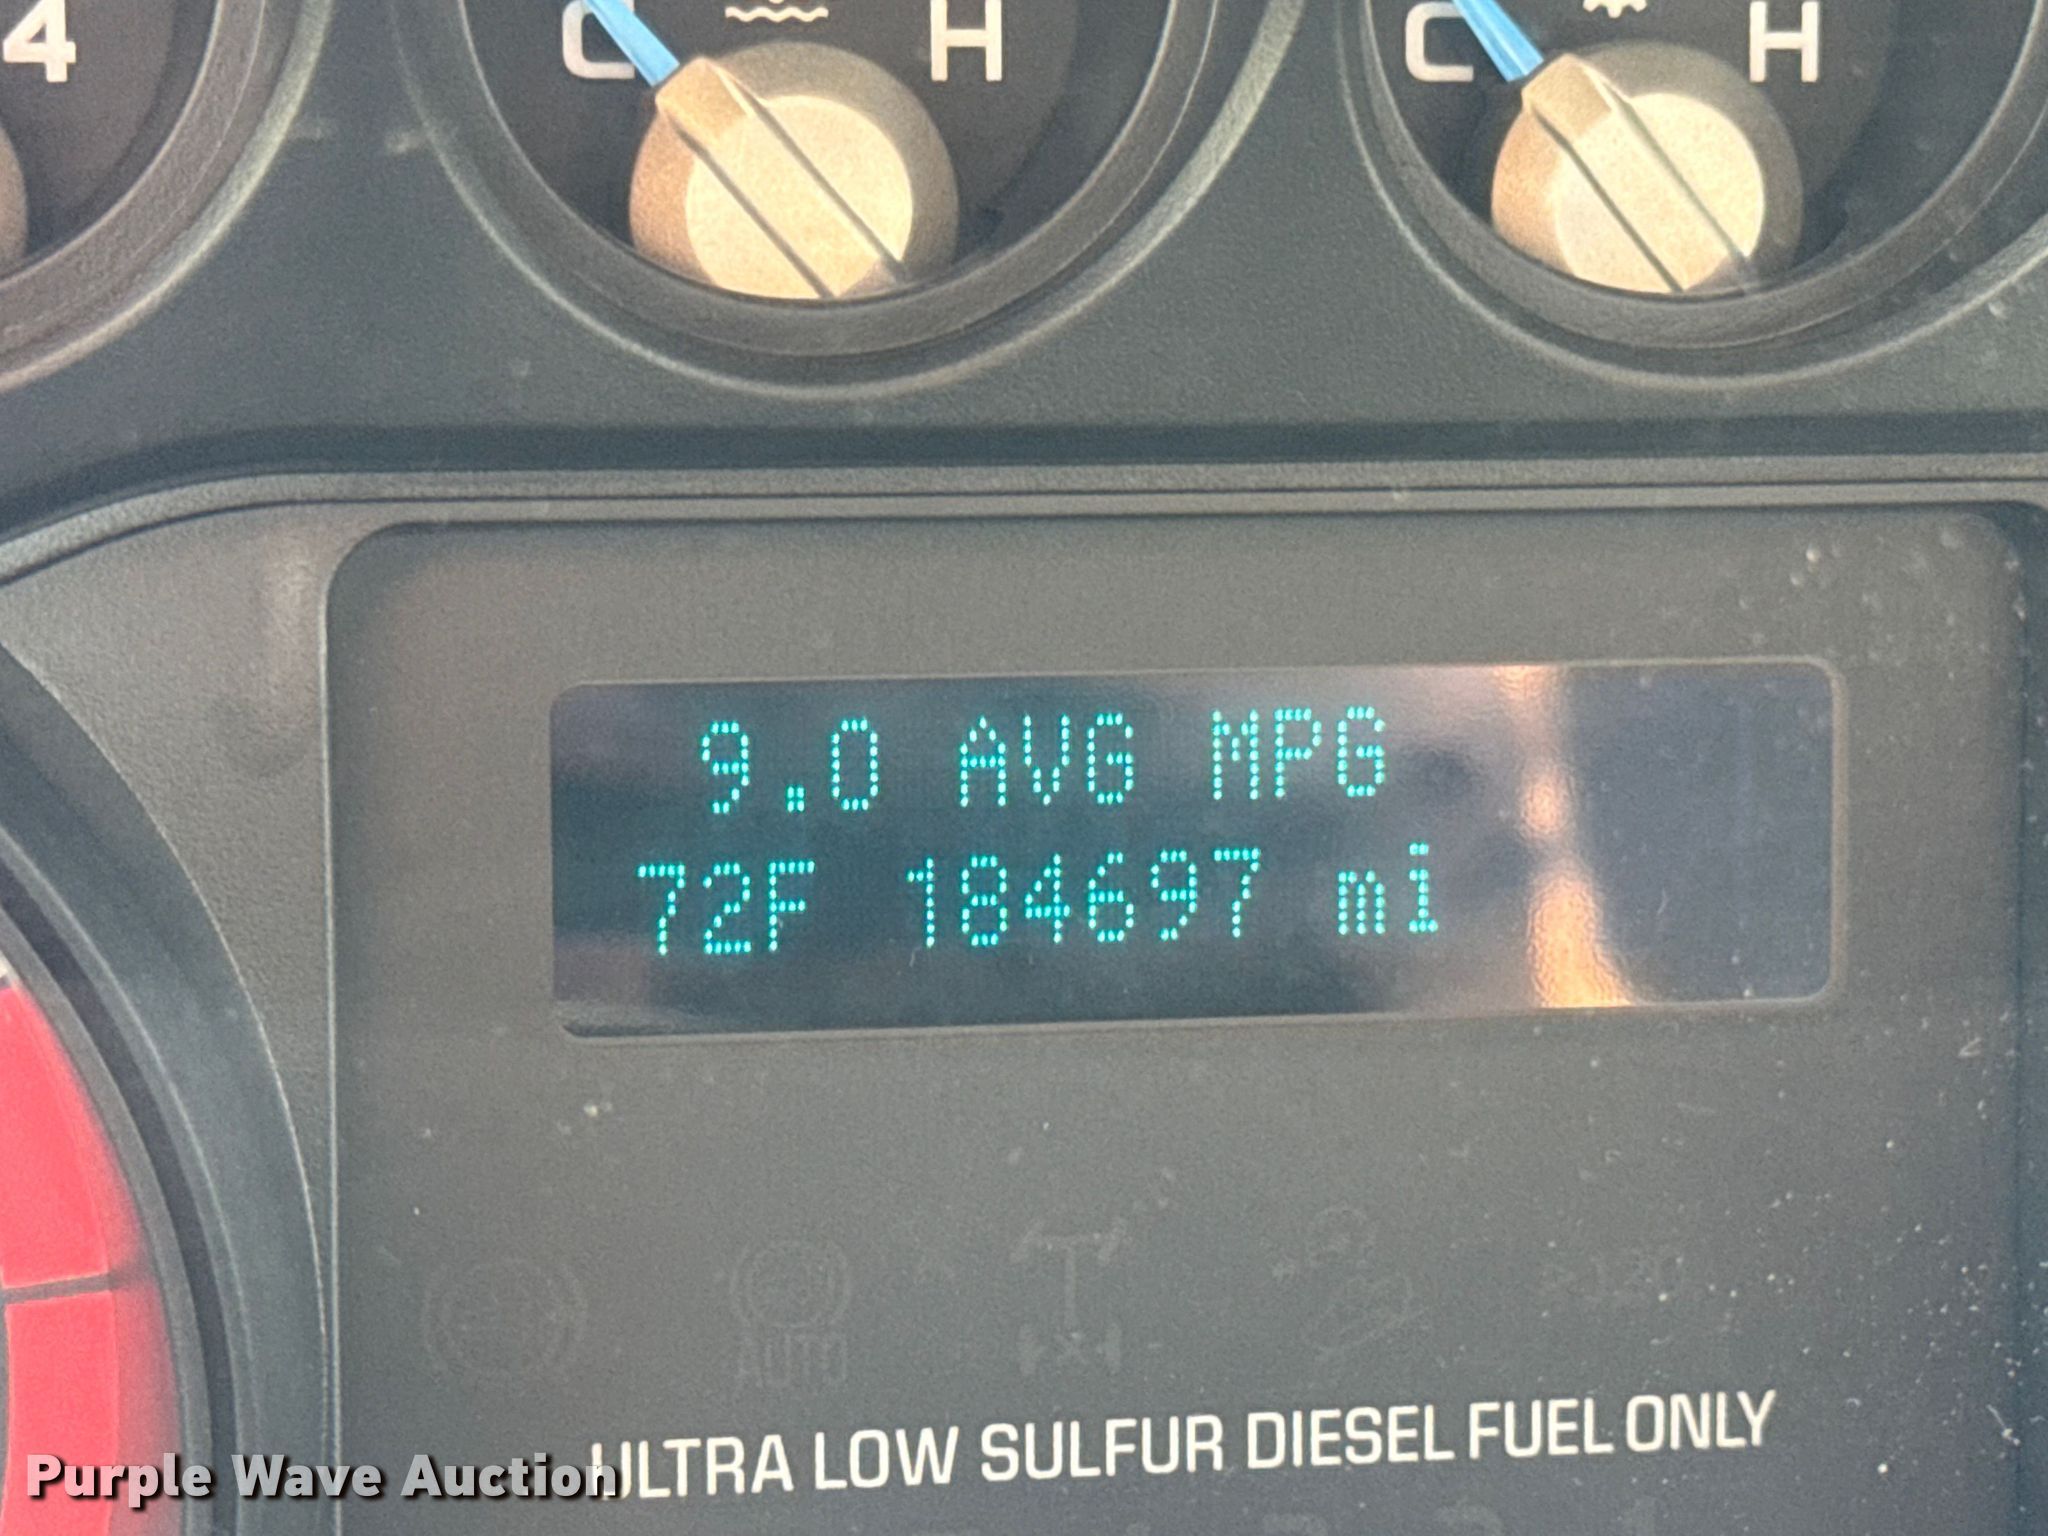 4
C H
C H
9.0 AVG MPG
72F 184697 mi
AUTO
ULTRA LOW SULFUR DIESEL FUEL ONLY
Purple Wave Auction